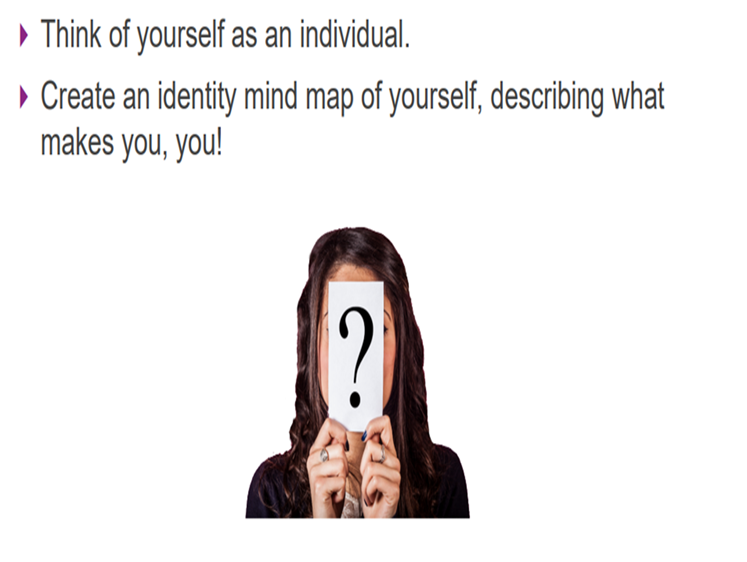 Think of yourself as an individual.
Create an identity mind map of yourself, describing what
makes you, you!
?